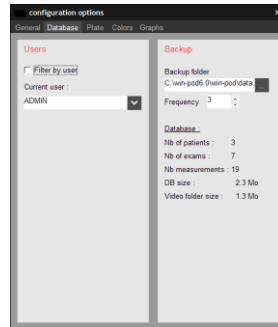 configuration options
General Database Plate Colors Graphs
Users
Filter by user
Current user :
ADMIN
Backup
Backup folder
C:\win-pod6.0\win-pod\data. ...
Frequency 3
Database :
Nb of patients : 3
Nb of exams : 7
Nb measurements : 19
DB size : 2.3 Mo
Video folder size : 1.3 Mo